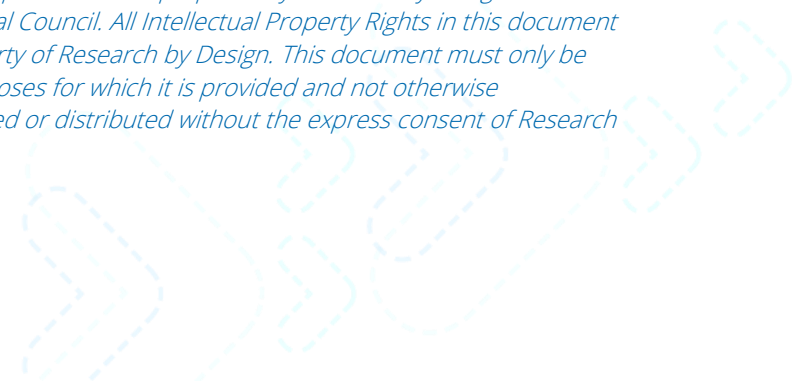 al Council. All Intellectual Property Rights in this document
rty of Research by Design. This document must only be
oses for which it is provided and not otherwise
ed or distributed without the express consent of Research